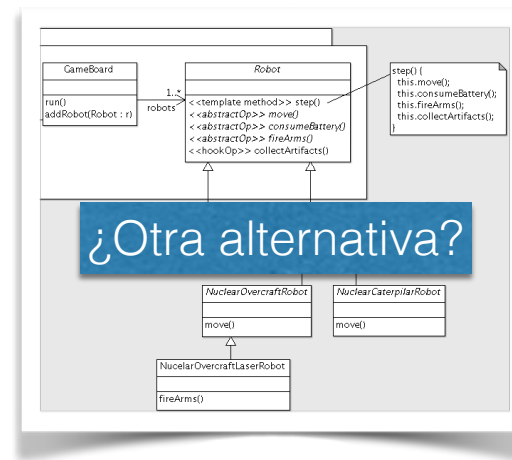 GameBoard
run()
addRobot(Robot : r)
1..*
robots
Robot
<<template method>> step()
<<abstractOp>> move()
<<abstractOp>> consumeBattery()
<<abstractOp>> fireArms()
<<hookOp>> collectArtifacts()
step() {
this.move();
this.consumeBattery();
this.fireArms();
this.collectArtifacts();
}
¿Otra alternativa?
NuclearOvercraftRobot
move()
NuclearCaterpilarRobot
move()
NucelarOvercraftLaserRobot
fireArms()